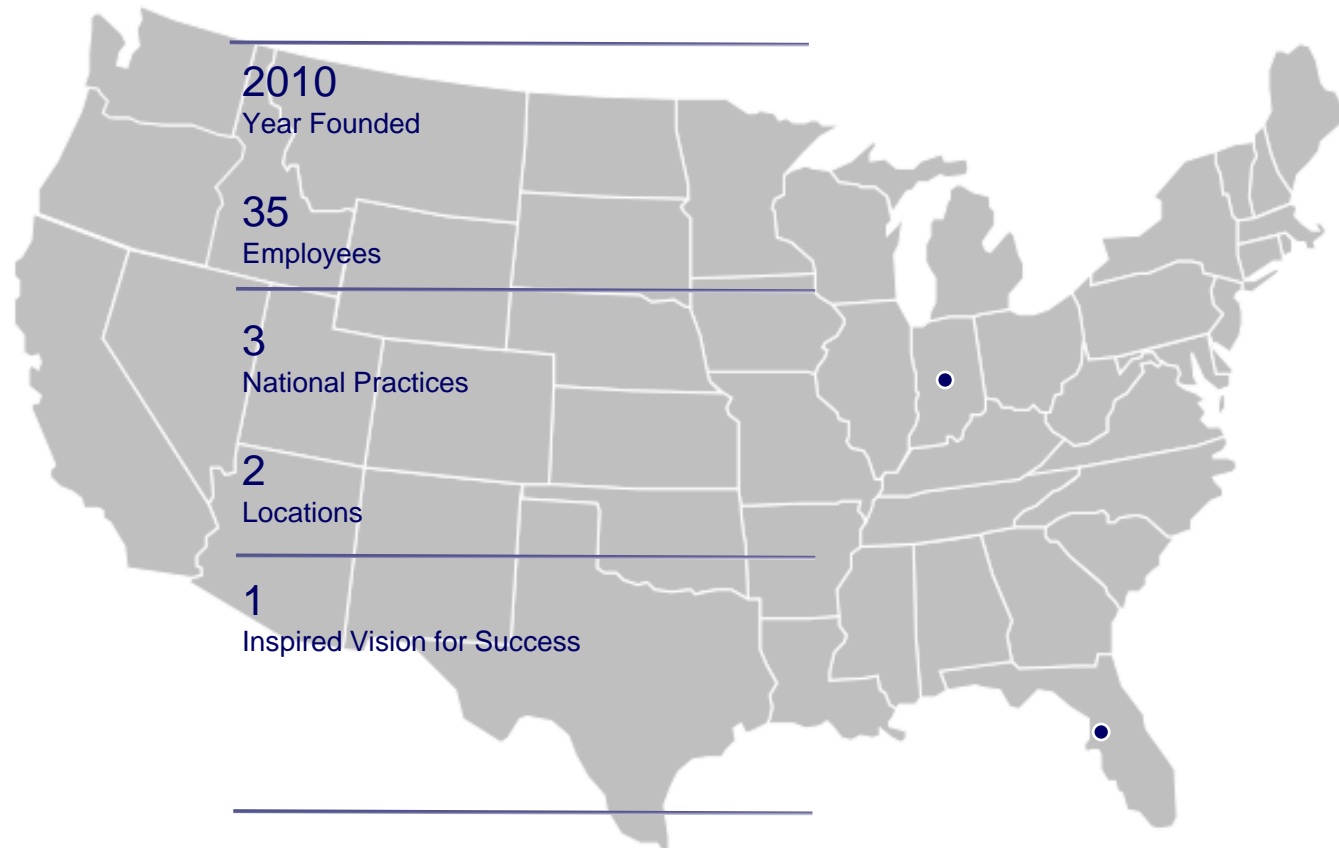 2010
Year Founded
35
Employees
3
National Practices
2
Locations
1
Inspired Vision for Success